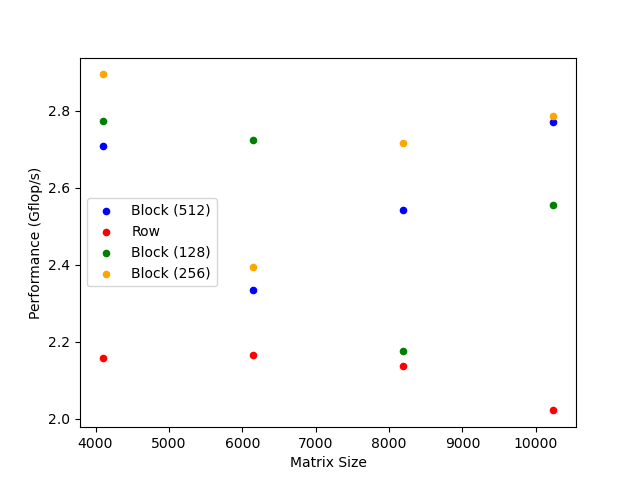 2.8
2.6
2.4
2.2
2.0
Performance (Gflop/s)
Block (512)
Row
Block (128)
Block (256)
4000 5000 6000 7000 8000 9000 10000
Matrix Size